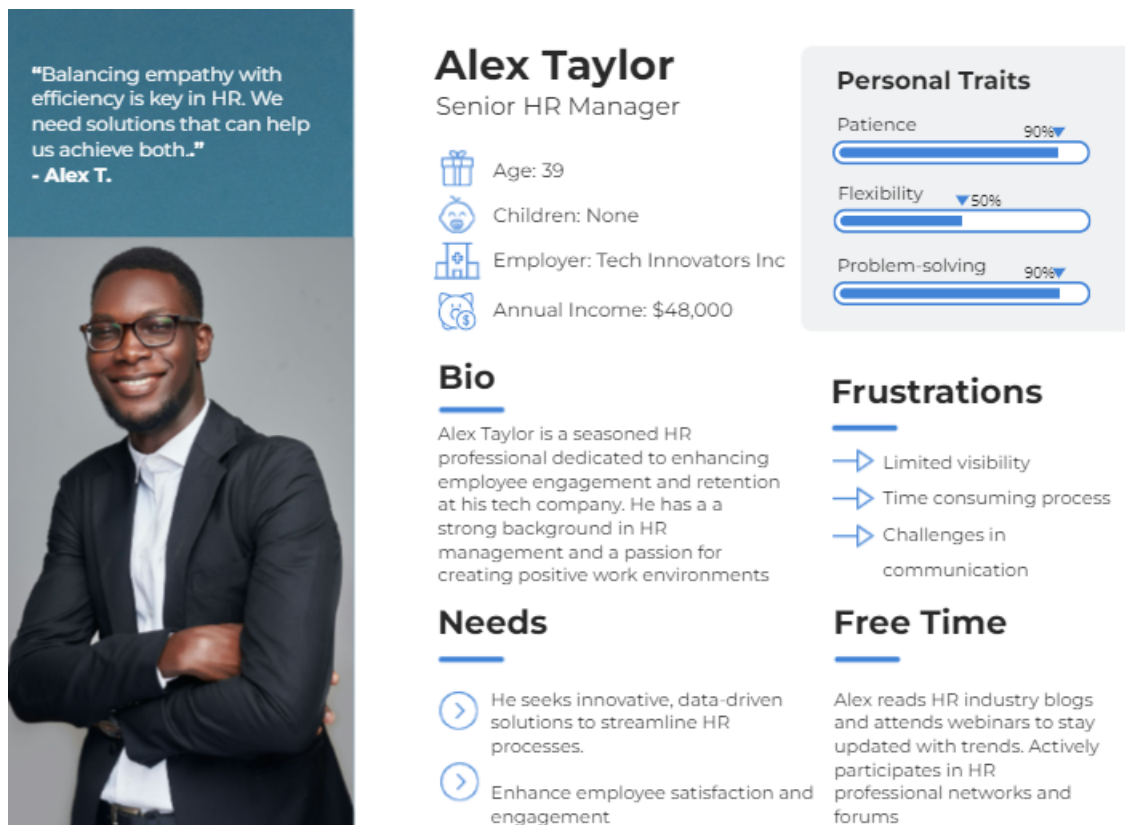 “Balancing empathy with
efficiency is key in HR. We
need solutions that can help
us achieve both..”
- Alex T.
Alex Taylor
Senior HR Manager
Age: 39
Children: None
Employer: Tech Innovators Inc
Annual Income: $48,000
Personal Traits
Patience
90%
Flexibility
50%
Problem-solving
90%
Bio
Alex Taylor is a seasoned HR
professional dedicated to enhancing
employee engagement and retention
at his tech company. He has a a
strong background in HR
management and a passion for
creating positive work environments
Frustrations
Limited visibility
Time consuming process
Challenges in
communication
Needs
He seeks innovative, data-driven
solutions to streamline HR
processes.
Enhance employee satisfaction and
engagement
Free Time
Alex reads HR industry blogs
and attends webinars to stay
updated with trends. Actively
participates in HR
professional networks and
forums